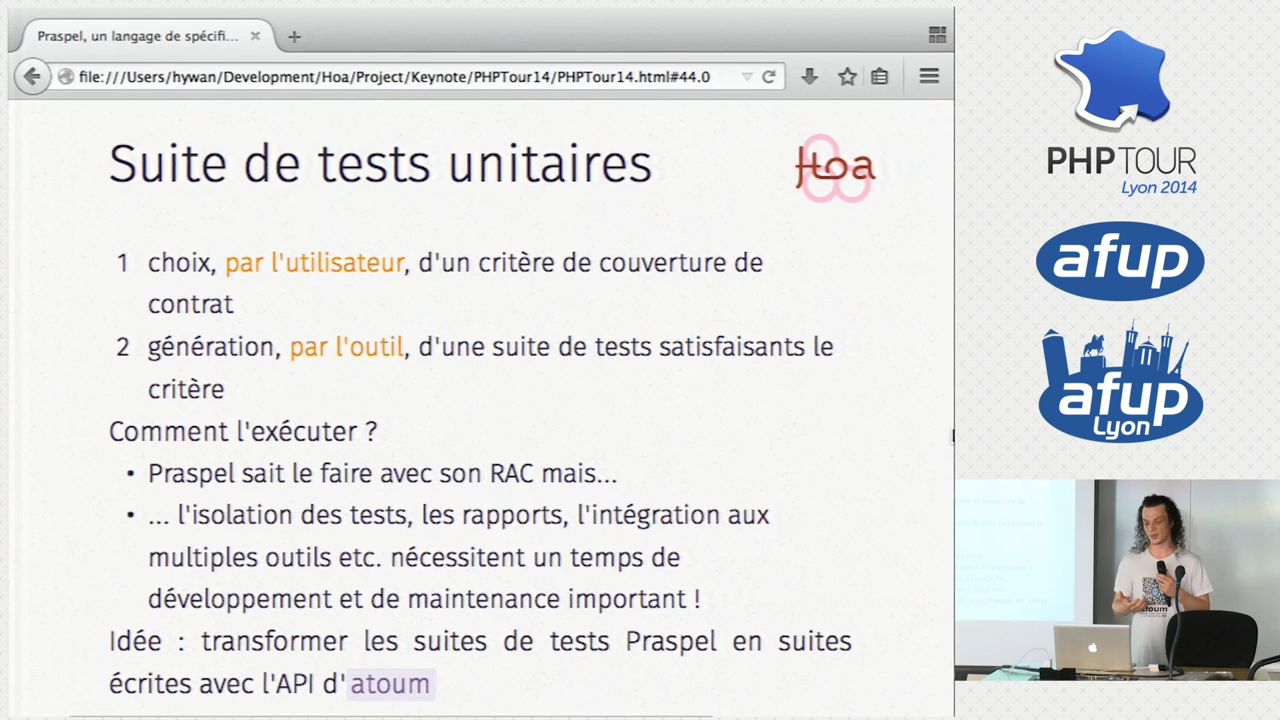 Praspel, un langage de spécifi...
file:///Users/hywan/Development/Hoa/Project/Keynote/PHPTour14/PHPTour14.html#44.0
Suite de tests unitaires
Hoa
1 choix, par l'utilisateur, d'un critère de couverture de
contrat
2 génération, par l'outil, d'une suite de tests satisfaisants le
critère
Comment l'exécuter ?
• Praspel sait le faire avec son RAC mais...
• ... l'isolation des tests, les rapports, l'intégration aux
multiples outils etc. nécessitent un temps de
développement et de maintenance important !
Idée : transformer les suites de tests Praspel en suites
écrites avec l'API d'atoum
PHPTOUR
Lyon 2014
afup
afup
Lyon
atoum